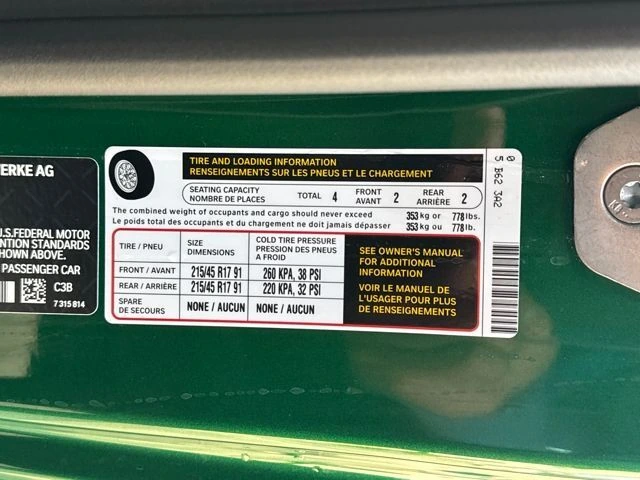 ERKE AG
U.S. FEDERAL MOTOR
ENTION STANDARDS
HOWN ABOVE.
PASSENGER CAR
C3B
7 315 814
TIRE AND LOADING INFORMATION
RENSEIGNEMENTS SUR LES PNEUS ET LE CHARGEMENT
SEATING CAPACITY
NOMBRE DE PLACES
TOTAL 4
FRONT
AVANT 2
REAR
ARRIÈRE 2
The combined weight of occupants and cargo should never exceed 353 kg or 778 lbs.
Le poids total des occupants et du chargement ne doit jamais dépasser 353 kg ou 778 lb.
TIRE / PNEU
SIZE
DIMENSIONS
COLD TIRE PRESSURE
PRESSION DES PNEUS
A FROID
FRONT / AVANT 215/45 R17 91 260 KPA, 38 PSI
REAR / ARRIÈRE 215/45 R17 91 220 KPA, 32 PSI
SPARE
DE SECOURS
NONE / AUCUN NONE / AUCUN
SEE OWNER'S MANUAL
FOR ADDITIONAL
INFORMATION
VOIR LE MANUEL DE
L'USAGER POUR PLUS
DE RENSEIGNEMENTS
0
5 B62 3A2